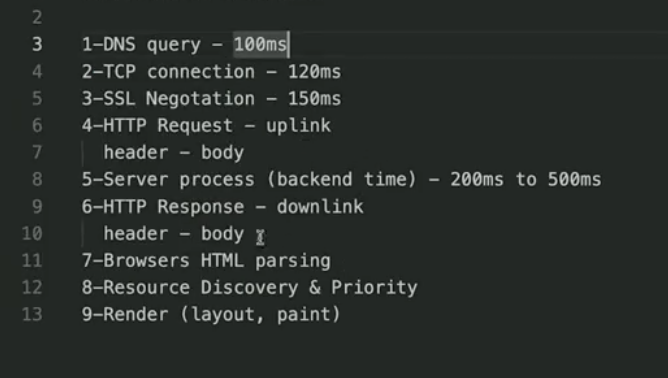 2
3 1-DNS query - 100ms
4 2-TCP connection - 120ms
5 3-SSL Negotation - 150ms
6 4-HTTP Request - uplink
7 header - body
8 5-Server process (backend time) - 200ms to 500ms
9 6-HTTP Response - downlink
10 header - body
11 7-Browsers HTML parsing
12 8-Resource Discovery & Priority
13 9-Render (layout, paint)